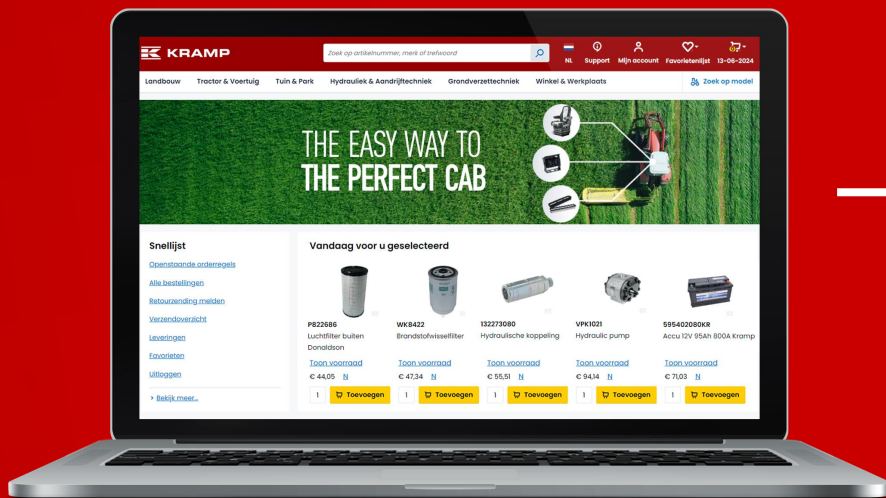 KRAMP
Zoek op artikelnummer, merk of trefwoord
NL Support Mijn account Favorietenlijst 13-06-2024
Landbouw Tractor & Voertuig Tuin & Park Hydrauliek & Aandrijftechniek Grondverzettechniek Winkel & Werkplaats Zoek op model
THE EASY WAY TO
THE PERFECT CAB
Snellijst
Openstaande orderregels
Alle bestellingen
Retourzending melden
Verzendoverzicht
Leveringen
Favorieten
Uitloggen
› Bekijk meer...
Vandaag voor u geselecteerd
P822686
Luchtfilter buiten
Donaldson
Toon voorraad
€ 44,05 N
1 Toevoegen
WK8422
Brandstofwisselfilter
Toon voorraad
€ 47,34 N
1 Toevoegen
132273080
Hydraulische koppeling
Toon voorraad
€ 55,51 N
1 Toevoegen
VPK1021
Hydraulic pump
Toon voorraad
€ 94,14 N
1 Toevoegen
595402080KR
Accu 12V 95Ah 800A Kramp
Toon voorraad
€ 71,03 N
1 Toevoegen